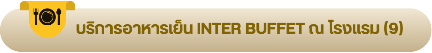 บริการอาหารเย็น INTER BUFFET ณ โรงแรม (9)